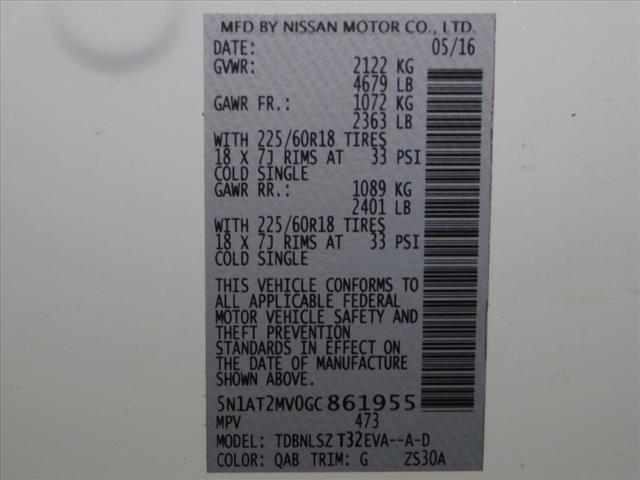 MFD BY NISSAN MOTOR CO., LTD.
DATE: 05/16
GVWR: 2122 KG
4679 LB
GAWR FR.: 1072 KG
2363 LB
WITH 225/60R18 TIRES
18 X 7J RIMS AT 33 PSI
COLD SINGLE
GAWR RR.: 1089 KG
2401 LB
WITH 225/60R18 TIRES
18 X 7J RIMS AT 33 PSI
COLD SINGLE
THIS VEHICLE CONFORMS TO
ALL APPLICABLE FEDERAL
MOTOR VEHICLE SAFETY AND
THEFT PREVENTION
STANDARDS IN EFFECT ON
THE DATE OF MANUFACTURE
SHOWN ABOVE.
5N1AT2MV0GC861955
MPV 473
MODEL: TDBNLSZ T32EVA--A-D
COLOR: QAB TRIM: G ZS30A